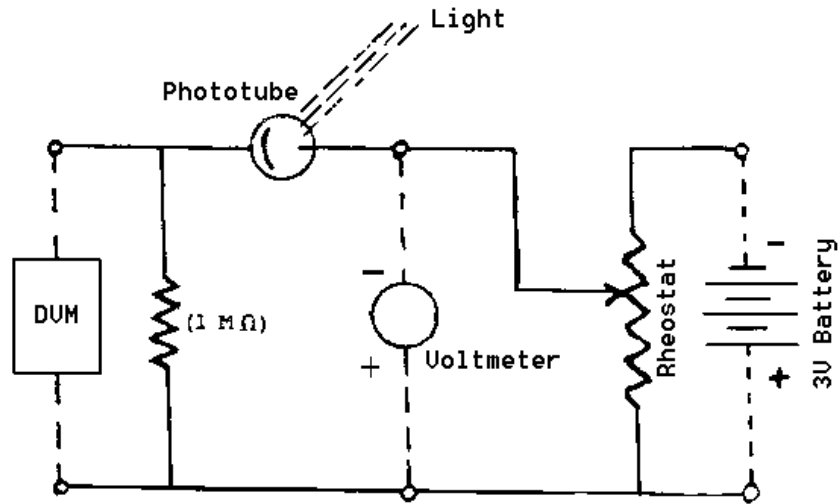 Light
Phototube
DVM
(1 MΩ)
-
+
Voltmeter
Rheostat
-
+
3V Battery